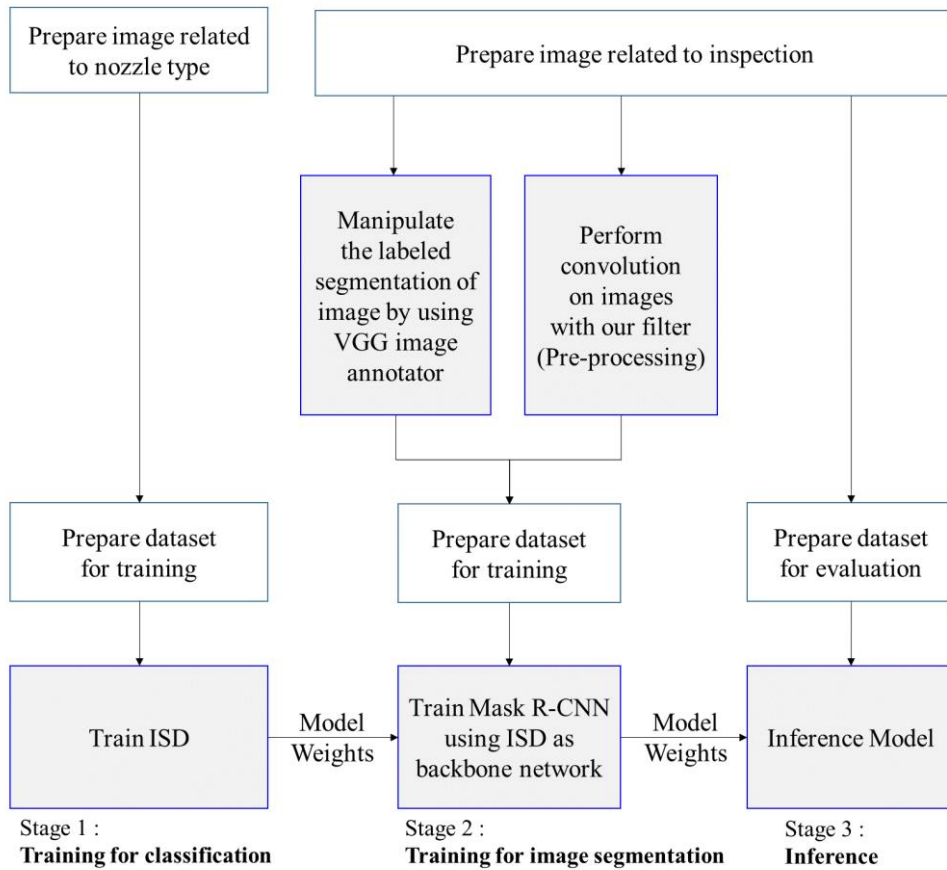 Prepare image related
to nozzle type
Prepare image related to inspection
Manipulate
the labeled
segmentation of
image by using
VGG image
annotator
Perform
convolution
on images
with our filter
(Pre-processing)
Prepare dataset
for training
Prepare dataset
for training
Prepare dataset
for evaluation
Train ISD
Model
Weights
Train Mask R-CNN
using ISD as
backbone network
Model
Weights
Inference Model
Stage 1 :
Training for classification
Stage 2 :
Training for image segmentation
Stage 3 :
Inference